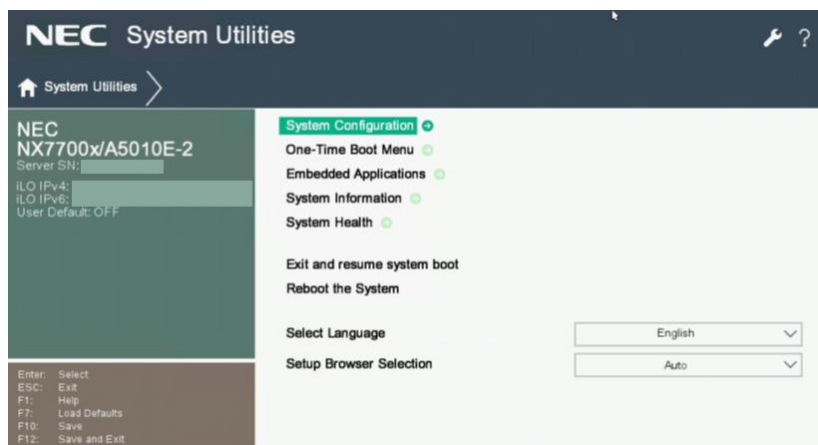 NEC System Utilities
?
System Utilities
NEC
NX7700x/A5010E-2
Server SN:
iLO IPv4:
iLO IPv6:
User Default: OFF
Enter: Select
ESC: Exit
F1: Help
F7: Load Defaults
F10: Save
F12: Save and Exit
System Configuration
One-Time Boot Menu
Embedded Applications
System Information
System Health
Exit and resume system boot
Reboot the System
Select Language English
Setup Browser Selection Auto